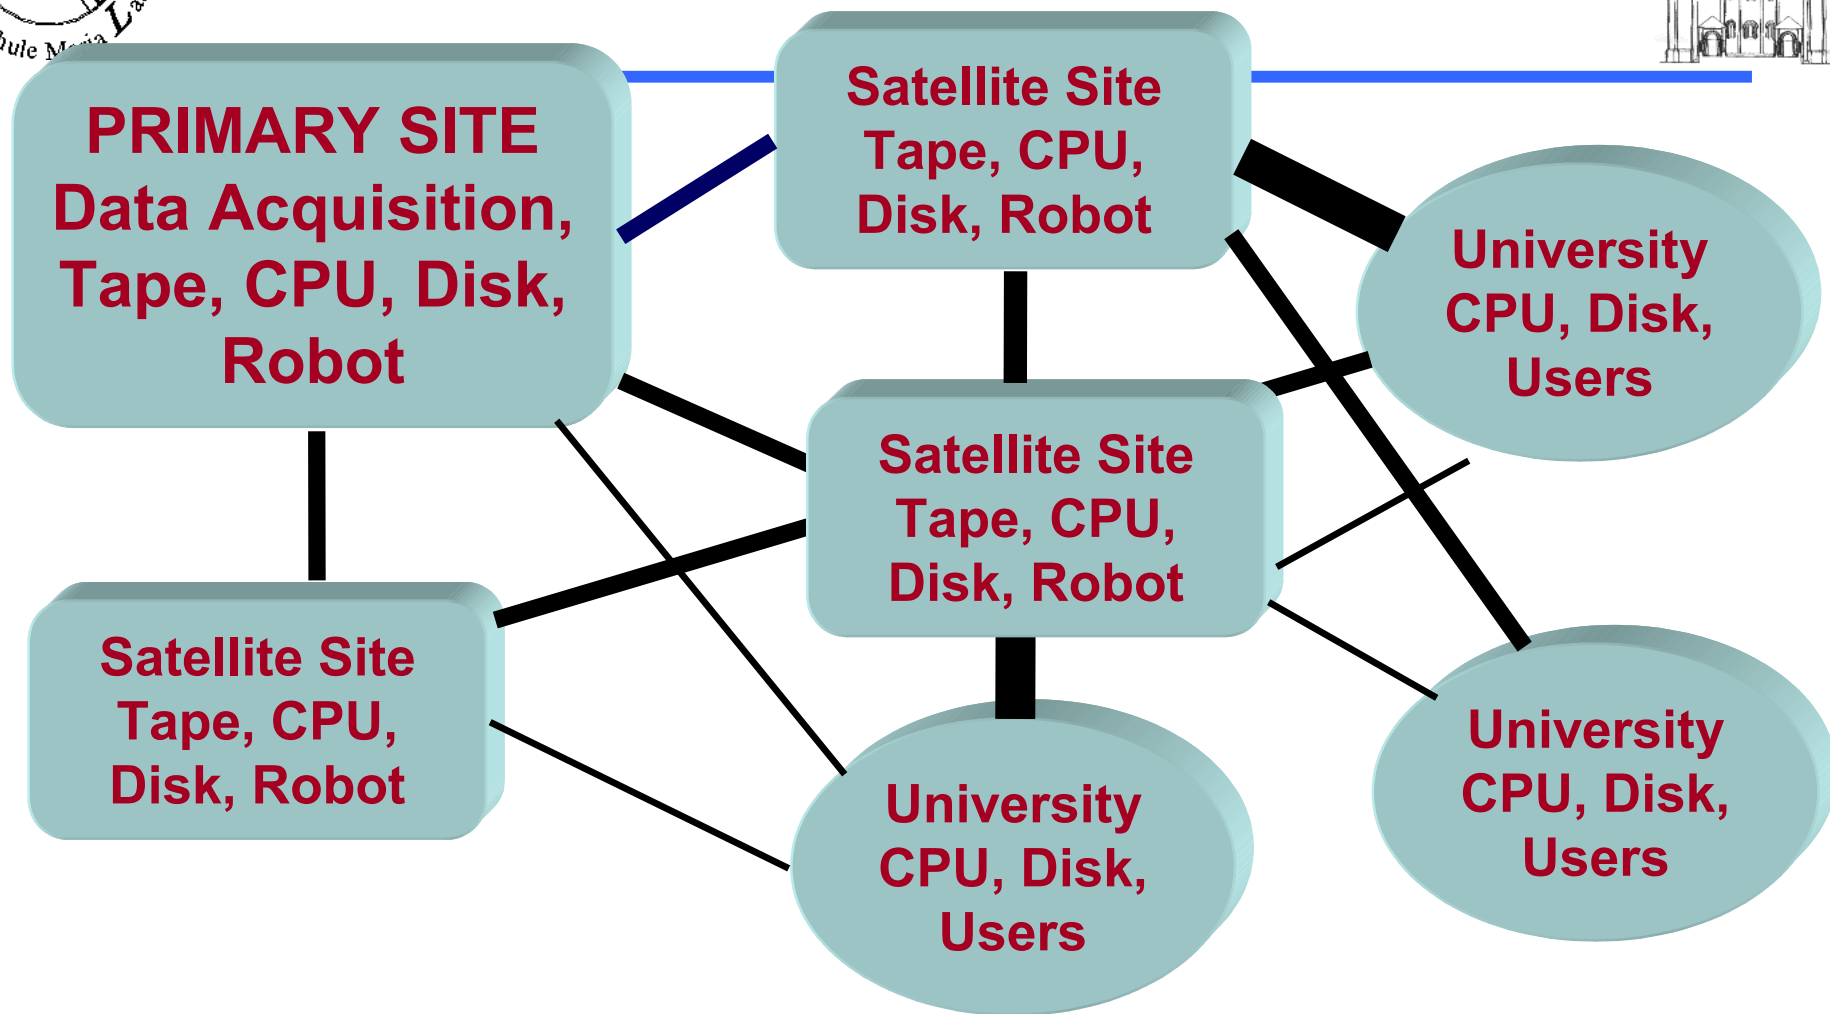 PRIMARY SITE
Data Acquisition,
Tape, CPU, Disk,
Robot
Satellite Site
Tape, CPU,
Disk, Robot
University
CPU, Disk,
Users
Satellite Site
Tape, CPU,
Disk, Robot
Satellite Site
Tape, CPU,
Disk, Robot
University
CPU, Disk,
Users
University
CPU, Disk,
Users